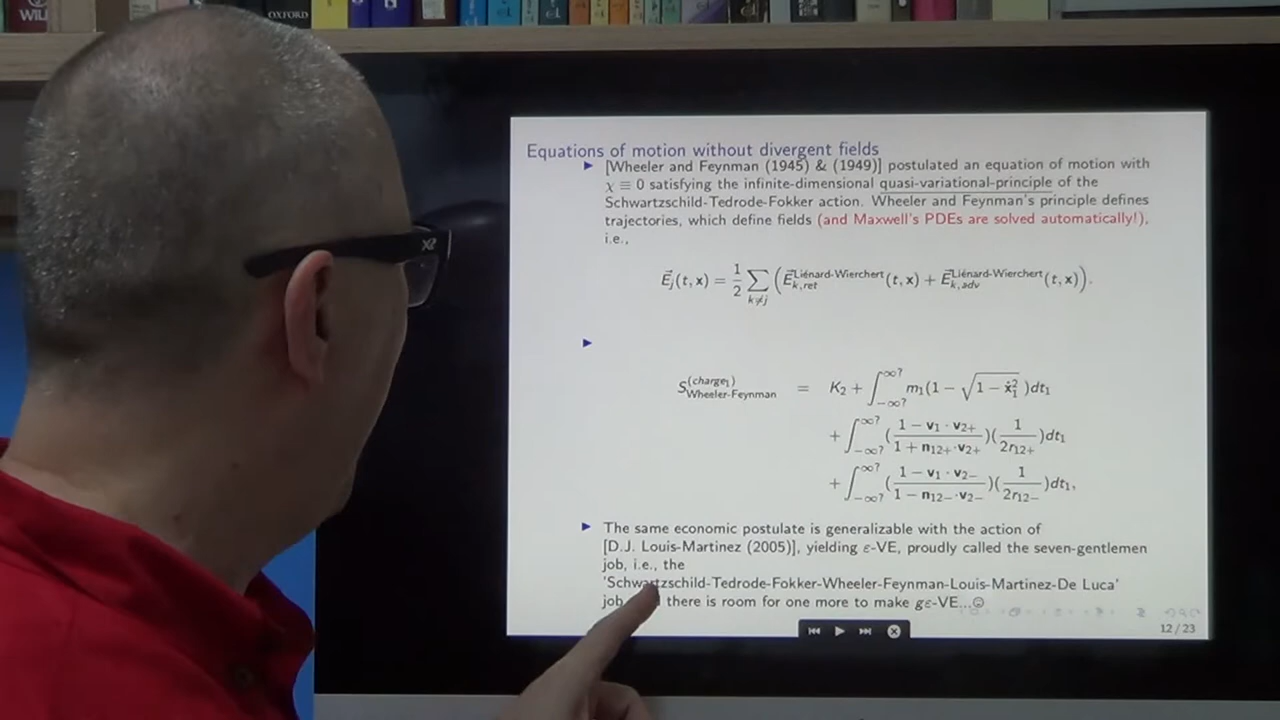 WIL
OXFORD
Equations of motion without divergent fields
▶ [Wheeler and Feynman (1945) & (1949)] postulated an equation of motion with
χ ≡ 0 satisfying the infinite-dimensional quasi-variational-principle of the
Schwartzschild-Tedrode-Fokker action. Wheeler and Feynman's principle defines
trajectories, which define fields (and Maxwell's PDEs are solved automatically!),
i.e.,
E⃗j(t, x) = 1/2 ∑k≠j (E⃗k,ret^Liénard-Wierchert(t, x) + E⃗k,adv^Liénard-Wierchert(t, x)).
▶
S^(charge1)_Wheeler-Feynman = K2 + ∫_{-∞?}^{∞?} m1(1 − √(1 − ẋ1²) )dt1
+ ∫_{-∞?}^{∞?} ( (1 − v1 · v2+)/(1 + n12+·v2+) )( 1/(2r12+) )dt1
+ ∫_{-∞?}^{∞?} ( (1 − v1 · v2−)/(1 − n12−·v2−) )( 1/(2r12−) )dt1,
▶ The same economic postulate is generalizable with the action of
[D.J. Louis-Martinez (2005)], yielding ε-VE, proudly called the seven-gentlemen
job, i.e., the
'Schwartzschild-Tedrode-Fokker-Wheeler-Feynman-Louis-Martinez-De Luca'
job there is room for one more to make gε-VE...☺
12 / 23